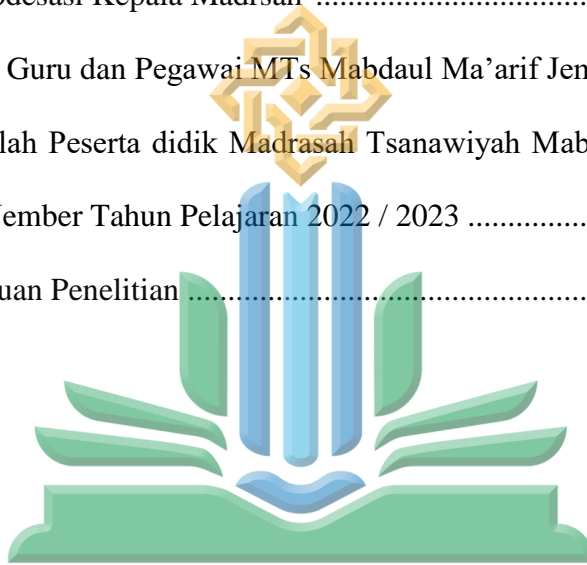 odesasi Kepala Madrsah ....................................
Guru dan Pegawai MTs Mabdaul Ma’arif Jem
lah Peserta didik Madrasah Tsanawiyah Mab
Jember Tahun Pelajaran 2022 / 2023 ................
uan Penelitian .......................................................